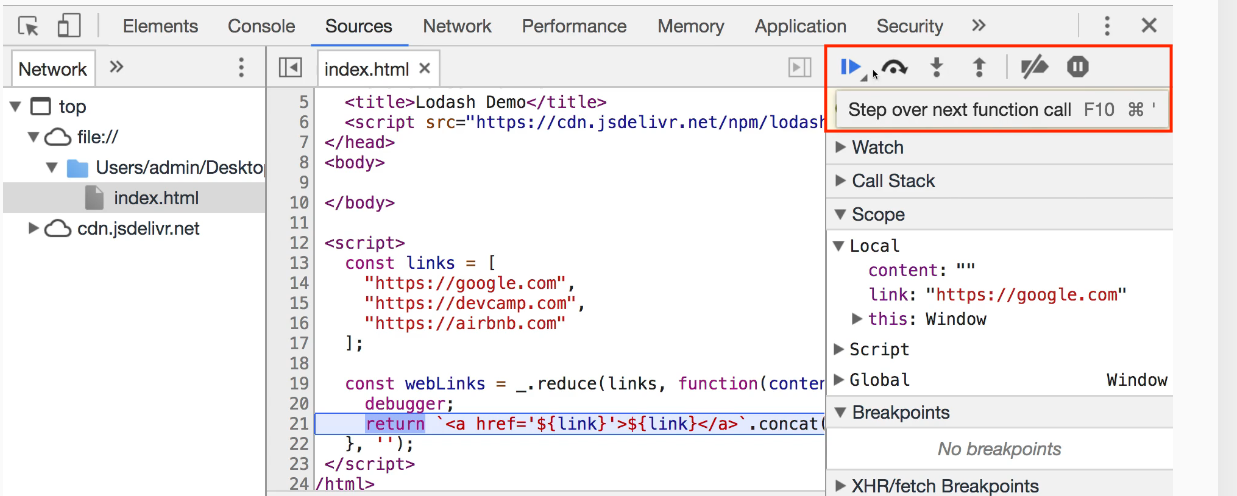 Elements Console Sources Network Performance Memory Application Security »
Network »
index.html ×
Step over next function call F10 ⌘ '
top
file://
Users/admin/Deskto
index.html
cdn.jsdelivr.net
5 <title>Lodash Demo</title>
6 <script src="https://cdn.jsdelivr.net/npm/lodash
7 </head>
8 <body>
9
10 </body>
11
12 <script>
13 const links = [
14 "https://google.com",
15 "https://devcamp.com",
16 "https://airbnb.com"
17 ];
18
19 const webLinks = _.reduce(links, function(conten
20 debugger;
21 return `<a href='${link}'>${link}</a>`.concat(
22 }, '');
23 </script>
24 /html>
Watch
Call Stack
Scope
Local
content: ""
link: "https://google.com"
this: Window
Script
Global Window
Breakpoints
No breakpoints
XHR/fetch Breakpoints